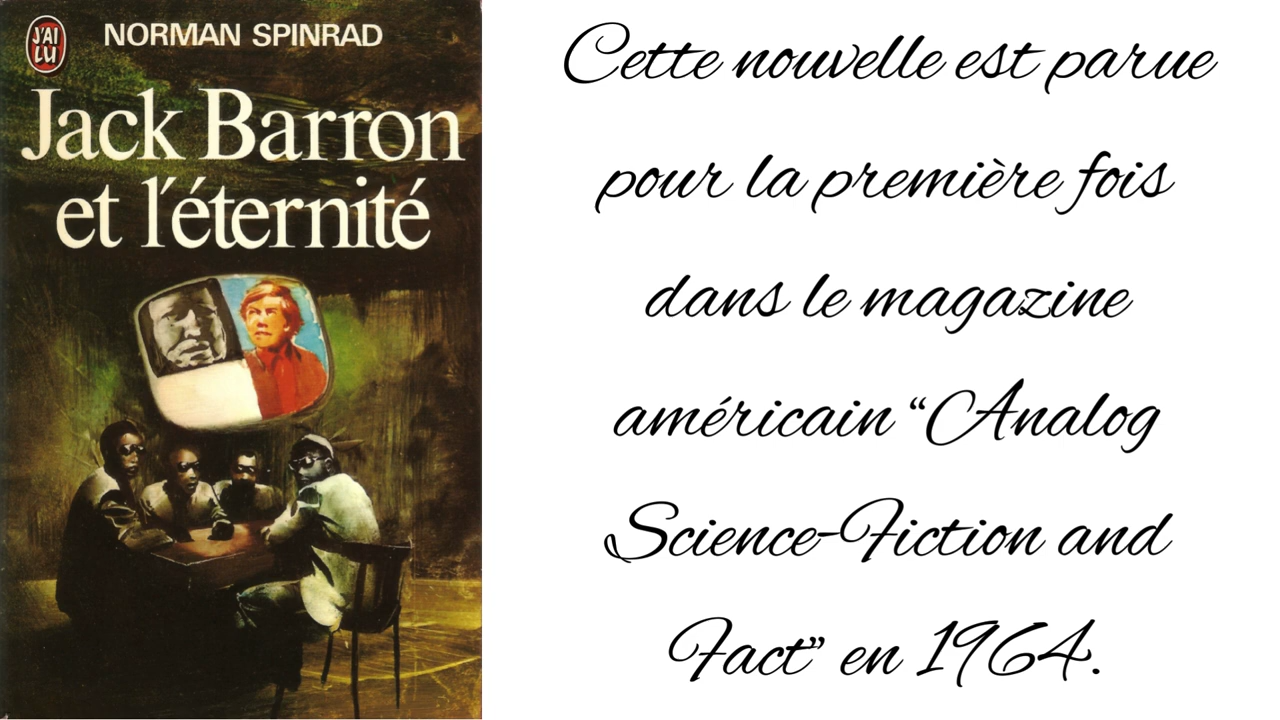 J'AI
LU
NORMAN SPINRAD
Jack Barron
et l'éternité
Cette nouvelle est parue
pour la première fois
dans le magazine
américain “Analog
Science-Fiction and
Fact” en 1964.